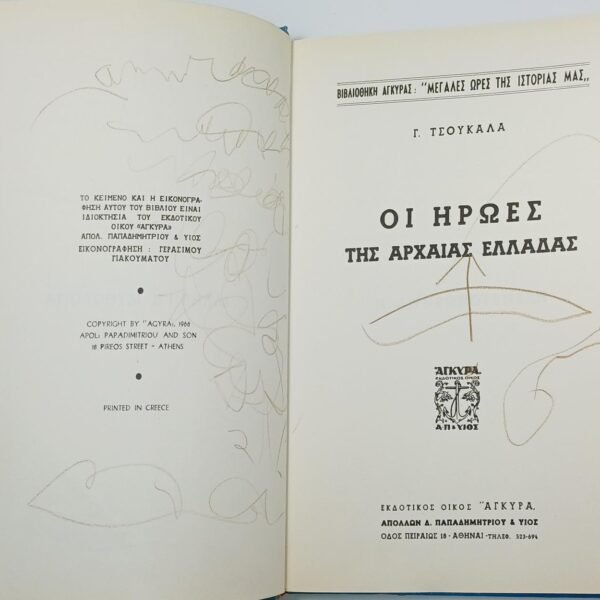 ΤΟ ΚΕΙΜΕΝΟ ΚΑΙ Η ΕΙΚΟΝΟΓΡΑ-
ΦΗΣΗ ΑΥΤΟΥ ΤΟΥ ΒΙΒΛΙΟΥ ΕΙΝΑΙ
ΙΔΙΟΚΤΗΣΙΑ ΤΟΥ ΕΚΔΟΤΙΚΟΥ
ΟΙΚΟΥ «ΑΓΚΥΡΑ»
ΑΠΟΛ. ΠΑΠΑΔΗΜΗΤΡΙΟΥ & ΥΙΟΣ
ΕΙΚΟΝΟΓΡΑΦΗΣΗ : ΓΕΡΑΣΙΜΟΥ
ΓΙΑΚΟΥΜΑΤΟΥ
COPYRIGHT BY "AGYRA", 1966
APOL: PAPADIMITRIOU AND SON
18 PIREOS STREET - ATHENS
PRINTED IN GREECE
ΒΙΒΛΙΟΘΗΚΗ ΑΓΚΥΡΑΣ : "ΜΕΓΑΛΕΣ ΩΡΕΣ ΤΗΣ ΙΣΤΟΡΙΑΣ ΜΑΣ,,
Γ. ΤΣΟΥΚΑΛΑ
ΟΙ ΗΡΩΕΣ
ΤΗΣ ΑΡΧΑΙΑΣ ΕΛΛΑΔΑΣ
ΆΓΚΥΡΑ
ΕΚΔΟΤΙΚΟΣ ΟΙΚΟΣ
Α.Π & ΥΙΟΣ
ΕΚΔΟΤΙΚΟΣ ΟΙΚΟΣ "ΑΓΚΥΡΑ,
ΑΠΟΛΛΩΝ Δ. ΠΑΠΑΔΗΜΗΤΡΙΟΥ & ΥΙΟΣ
ΟΔΟΣ ΠΕΙΡΑΙΩΣ 18 - ΑΘΗΝΑΙ - ΤΗΛΕΦ. 523-694